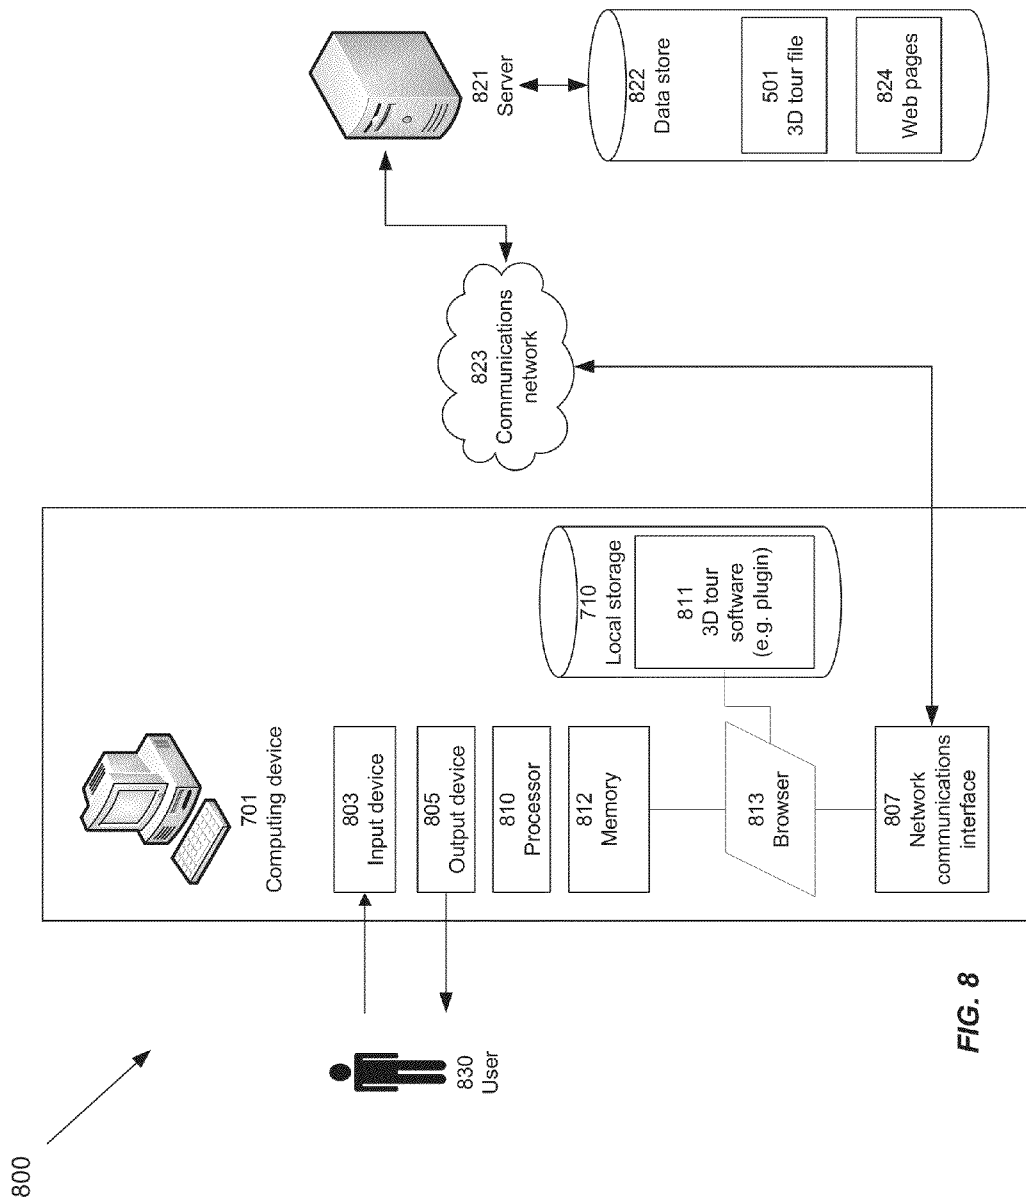 800
830
User
FIG. 8
701
Computing device
803
Input device
805
Output device
810
Processor
812
Memory
813
Browser
807
Network
communications
interface
710
Local storage
811
3D tour
software
(e.g. plugin)
823
Communications
network
821
Server
822
Data store
501
3D tour file
824
Web pages